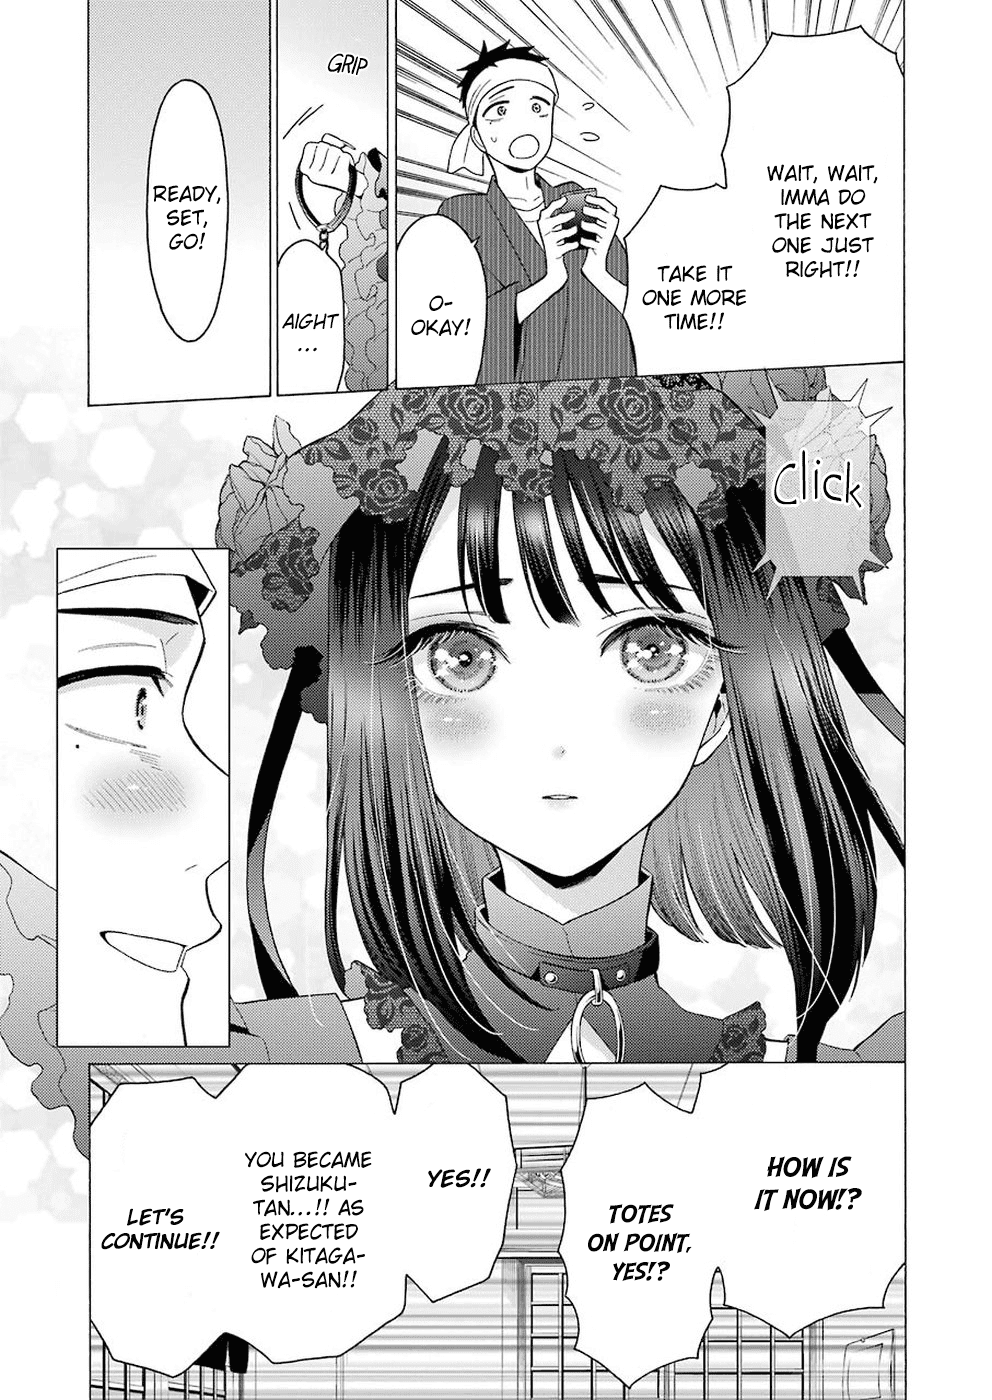 WAIT, WAIT,
IMMA DO
THE NEXT
ONE JUST
RIGHT!!
TAKE IT
ONE MORE
TIME!!
O-
OKAY!
GRIP
AIGHT
...
READY,
SET,
GO!
Click
HOW IS
IT NOW!?
TOTES
ON POINT,
YES!?
YES!!
YOU BECAME
SHIZUKU-
TAN...!! AS
EXPECTED
OF KITAGA-
WA-SAN!!
LET'S
CONTINUE!!